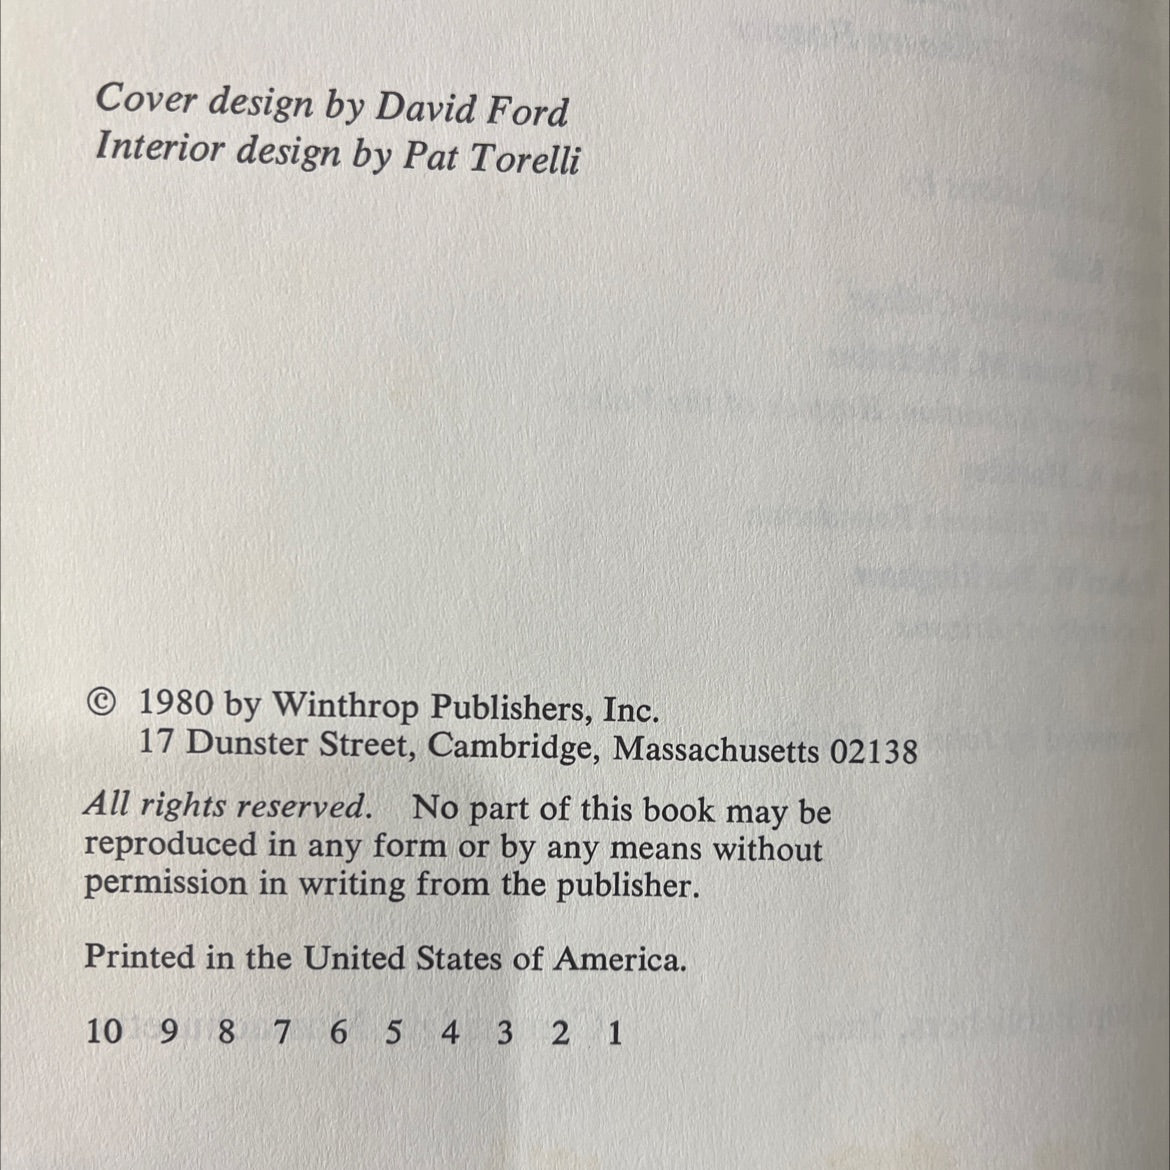 Cover design by David Ford
Interior design by Pat Torelli
© 1980 by Winthrop Publishers, Inc.
17 Dunster Street, Cambridge, Massachusetts 02138
All rights reserved. No part of this book may be
reproduced in any form or by any means without
permission in writing from the publisher.
Printed in the United States of America.
10 9 8 7 6 5 4 3 2 1